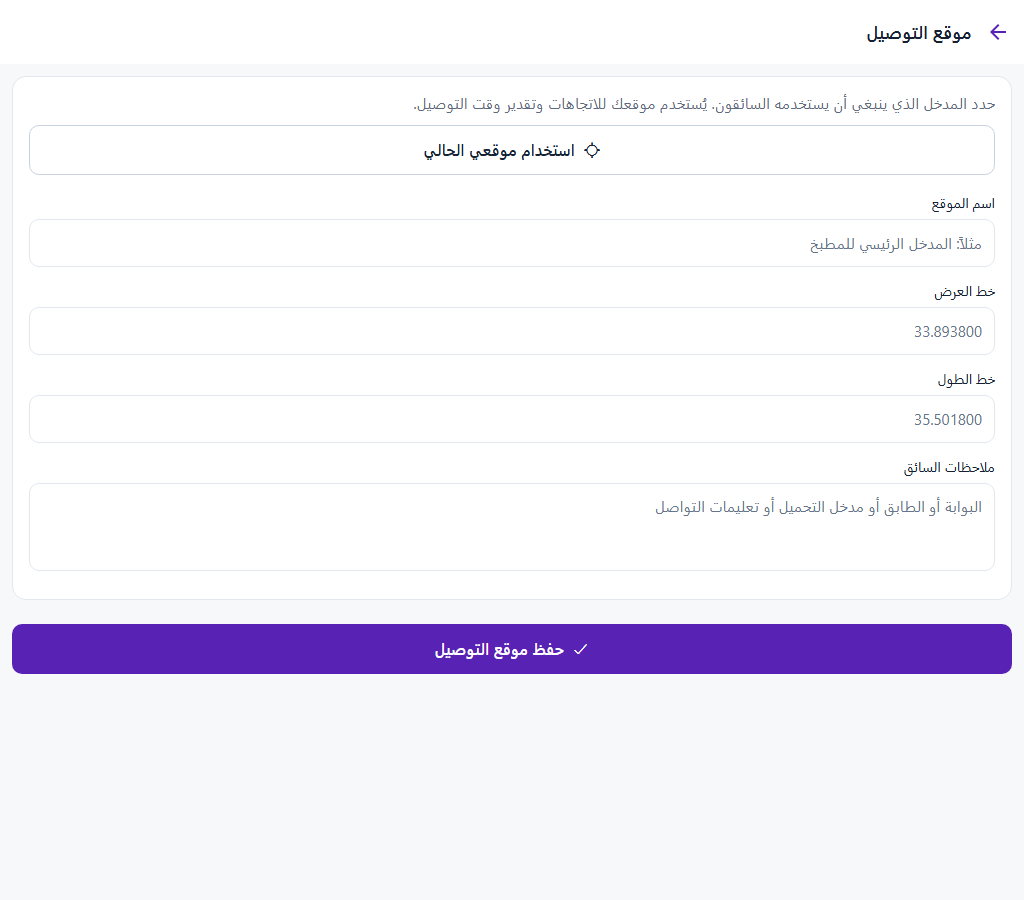 موقع التوصيل
حدد المدخل الذي ينبغي أن يستخدمه السائقون. يُستخدم موقعك للاتجاهات وتقدير وقت التوصيل.
استخدام موقعي الحالي
اسم الموقع
مثلاً: المدخل الرئيسي للمطبخ
خط العرض
33.893800
خط الطول
35.501800
ملاحظات السائق
البوابة أو الطابق أو مدخل التحميل أو تعليمات التواصل
حفظ موقع التوصيل